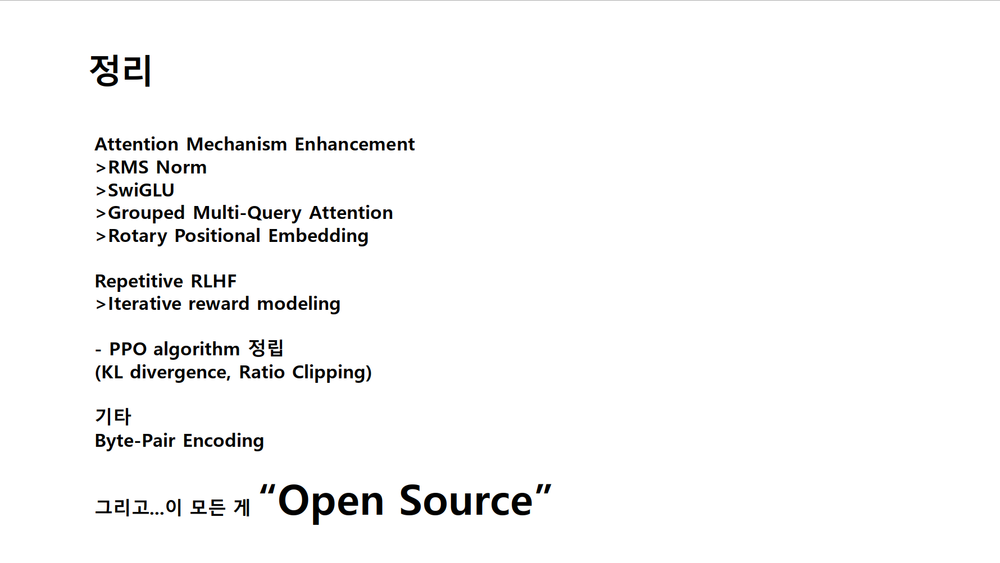 정리
Attention Mechanism Enhancement
>RMS Norm
>SwiGLU
>Grouped Multi-Query Attention
>Rotary Positional Embedding
Repetitive RLHF
>Iterative reward modeling
- PPO algorithm 정립
(KL divergence, Ratio Clipping)
기타
Byte-Pair Encoding
그리고...이 모든 게 “Open Source”